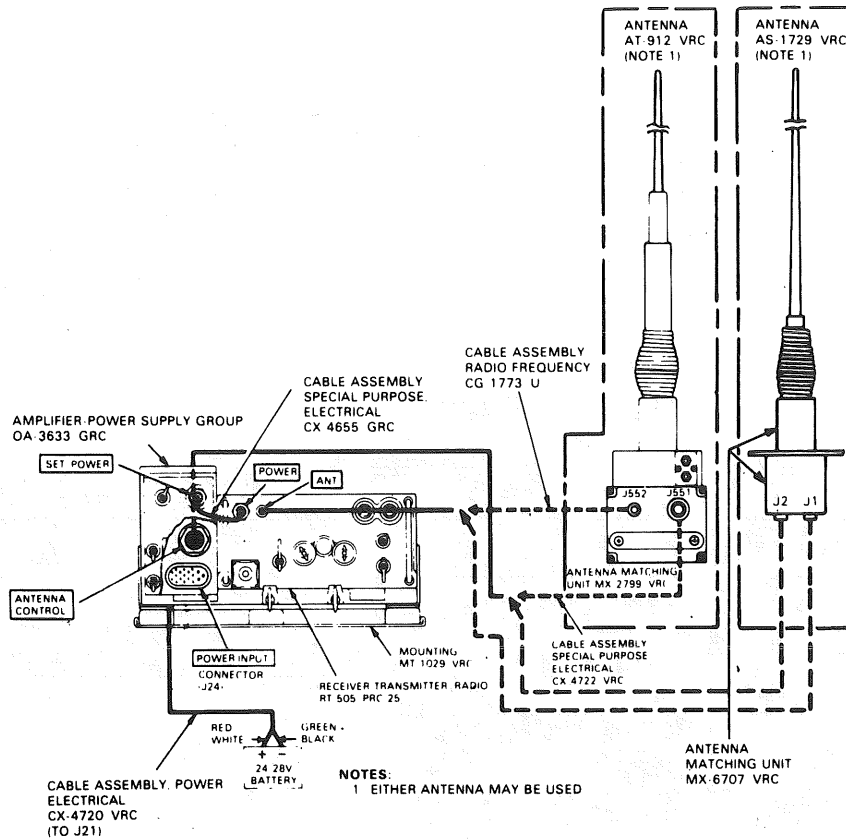 ANTENNA
AT-912 VRC
(NOTE 1)
ANTENNA
AS-1729 VRC
(NOTE 1)
CABLE ASSEMBLY
RADIO FREQUENCY
CG 1773 U
CABLE ASSEMBLY
SPECIAL PURPOSE.
ELECTRICAL
CX 4655 GRC
AMPLIFIER-POWER SUPPLY GROUP
OA-3633 GRC
SET POWER
POWER
ANT
J552
J551
J2
J1
ANTENNA MATCHING
UNIT MX 2799 VRC
ANTENNA
CONTROL
POWER INPUT
CONNECTOR
J24
MOUNTING
MT 1029 VRC
RECEIVER TRANSMITTER RADIO
RT 505 PRC 25
CABLE ASSEMBLY
SPECIAL PURPOSE
ELECTRICAL
CX 4722 VRC
RED
WHITE
GREEN
BLACK
+ −
24 28V
BATTERY
CABLE ASSEMBLY. POWER
ELECTRICAL
CX-4720 VRC
(TO J21)
NOTES:
1 EITHER ANTENNA MAY BE USED
ANTENNA
MATCHING UNIT
MX-6707 VRC